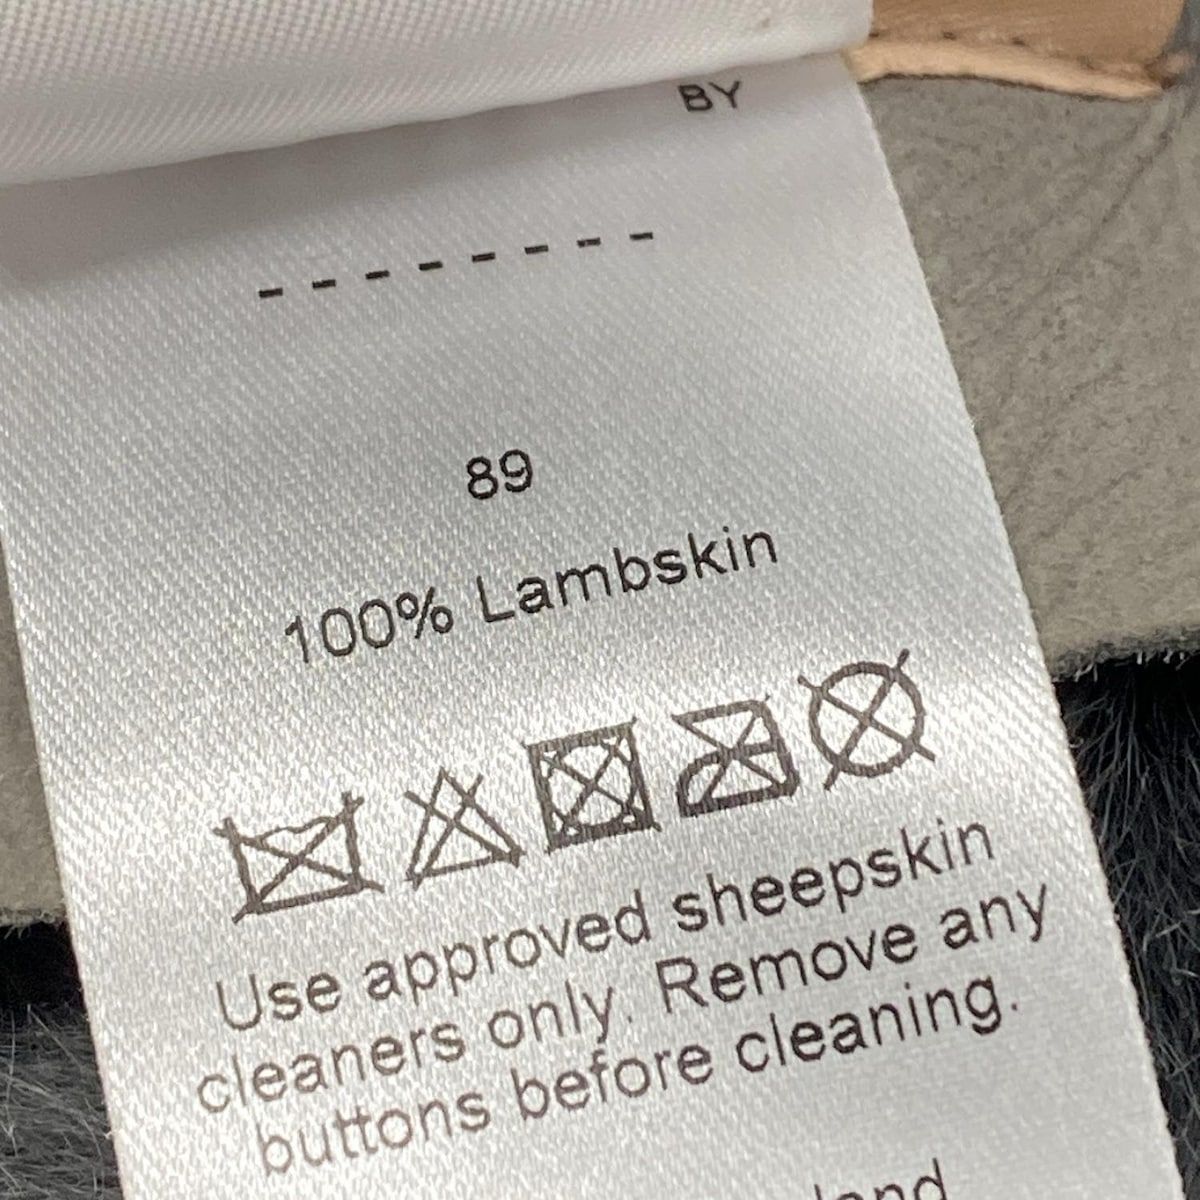 BY
--------
89
100% Lambskin
Use approved sheepskin
cleaners only. Remove any
buttons before cleaning.